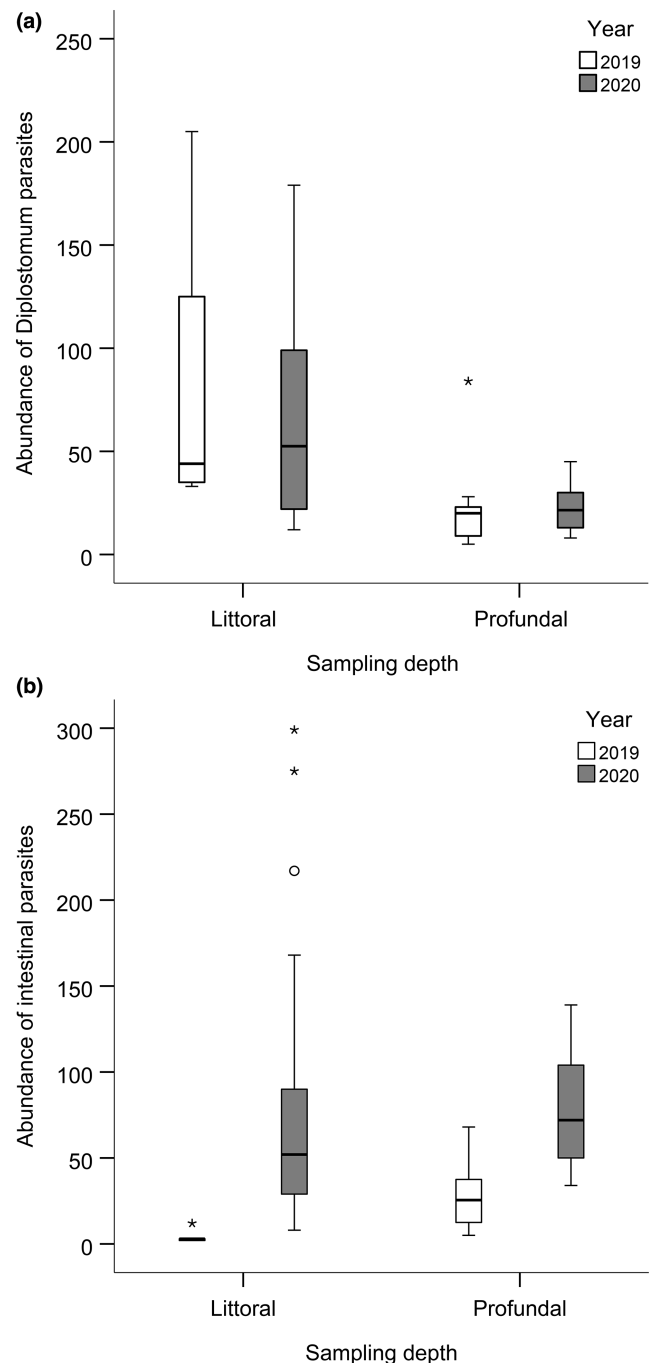 (a)
Abundance of Diplostomum parasites
250
200
150
100
50
0
Year
2019
2020
*
Littoral Profundal
Sampling depth
(b)
Abundance of intestinal parasites
300
250
200
150
100
50
0
Year
2019
2020
*
*
*
Littoral Profundal
Sampling depth